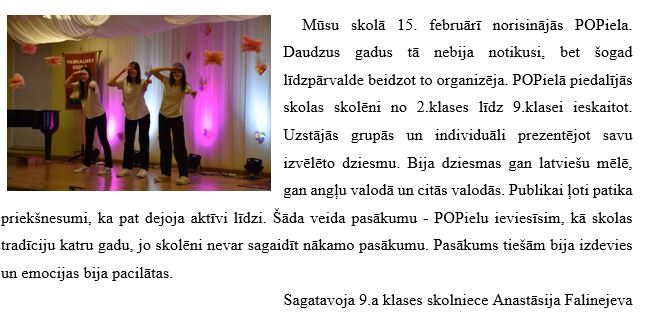 Mūsu skolā 15. februārī norisinājās POPiela.
Daudzus gadus tā nebija notikusi, bet šogad
līdzpārvalde beidzot to organizēja. POPielā piedalījās
skolas skolēni no 2.klases līdz 9.klasei ieskaitot.
Uzstājās grupās un individuāli prezentējot savu
izvēlēto dziesmu. Bija dziesmas gan latviešu mēlē,
gan angļu valodā un citās valodās. Publikai ļoti patika
priekšnesumi, ka pat dejoja aktīvi līdzi. Šāda veida pasākumu - POPielu ieviesīsim, kā skolas
tradīciju katru gadu, jo skolēni nevar sagaidīt nākamo pasākumu. Pasākums tiešām bija izdevies
un emocijas bija pacilātas.
Sagatavoja 9.a klases skolniece Anastāsija Falinejeva